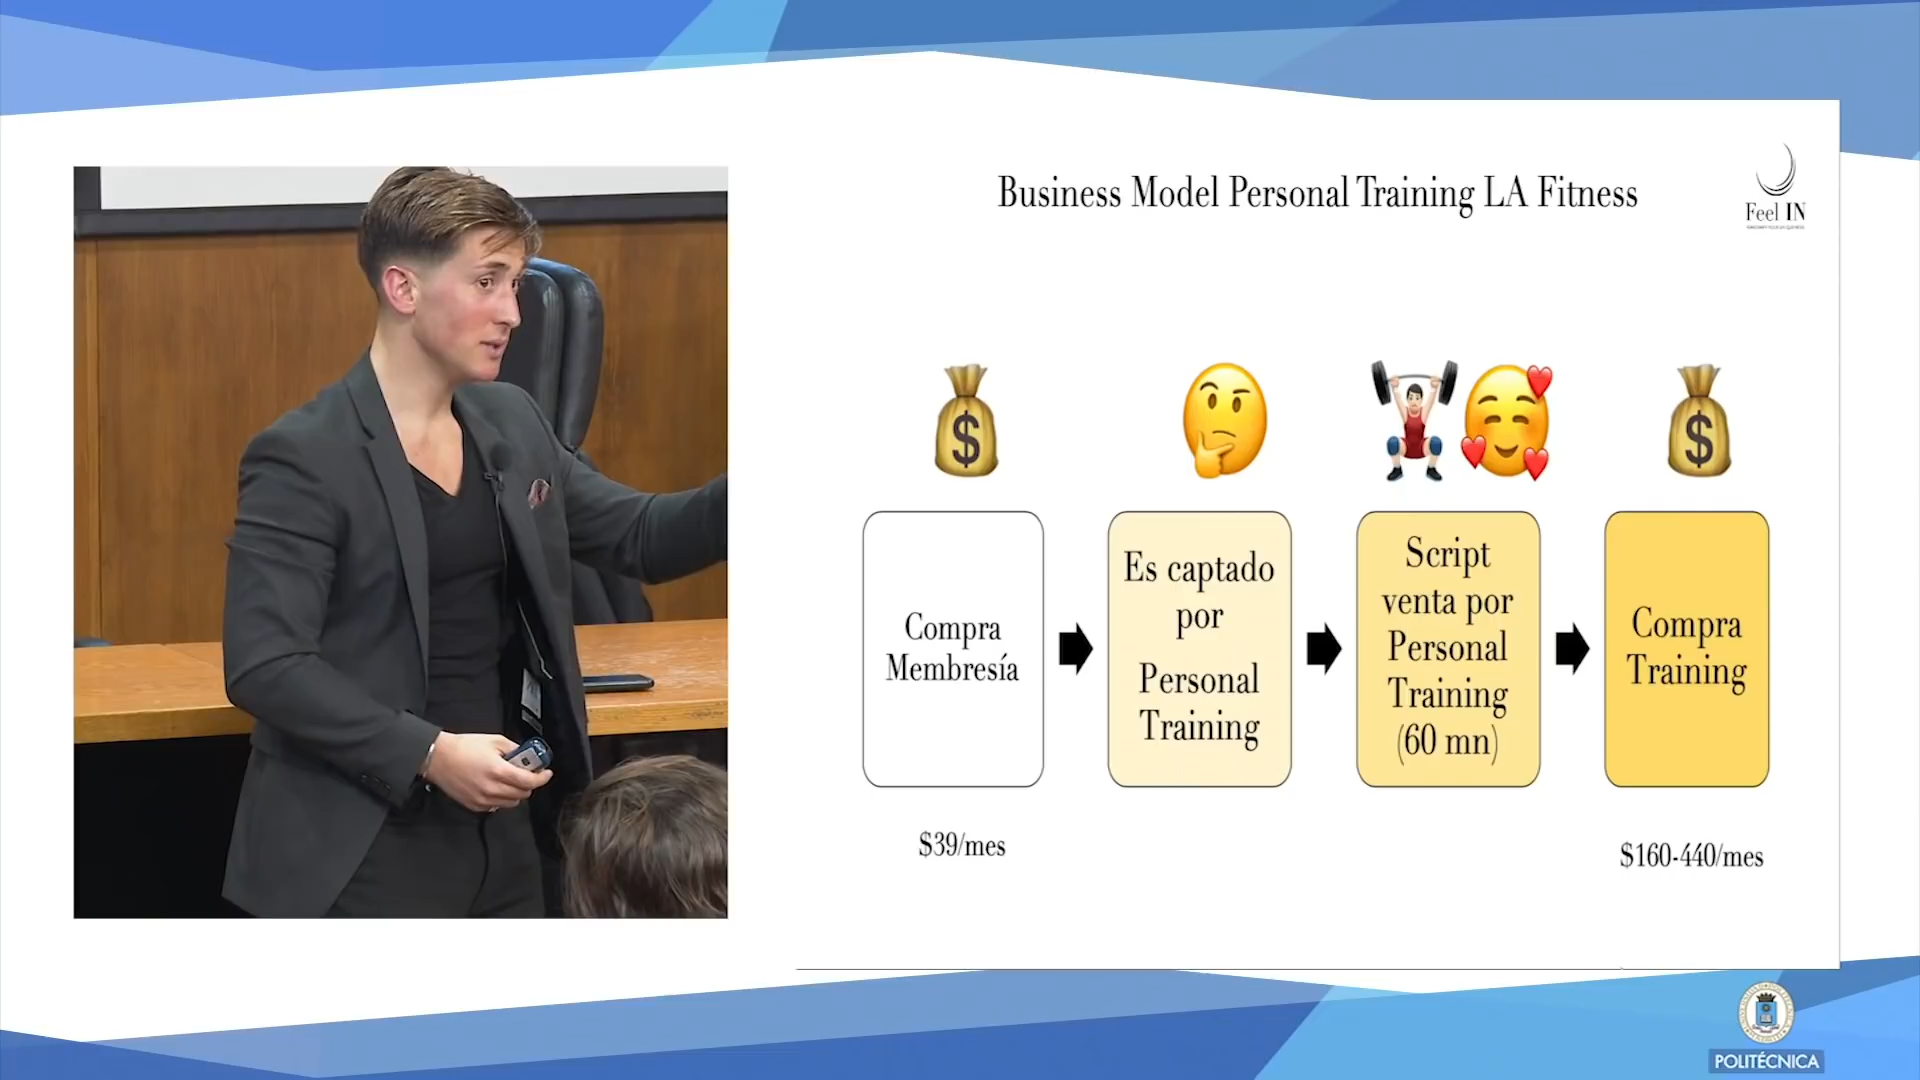 Business Model Personal Training LA Fitness
Feel IN
$
$
Compra
Membresía
Es captado
por
Personal
Training
Script
venta por
Personal
Training
(60 mn)
Compra
Training
$39/mes
$160-440/mes
POLITÉCNICA